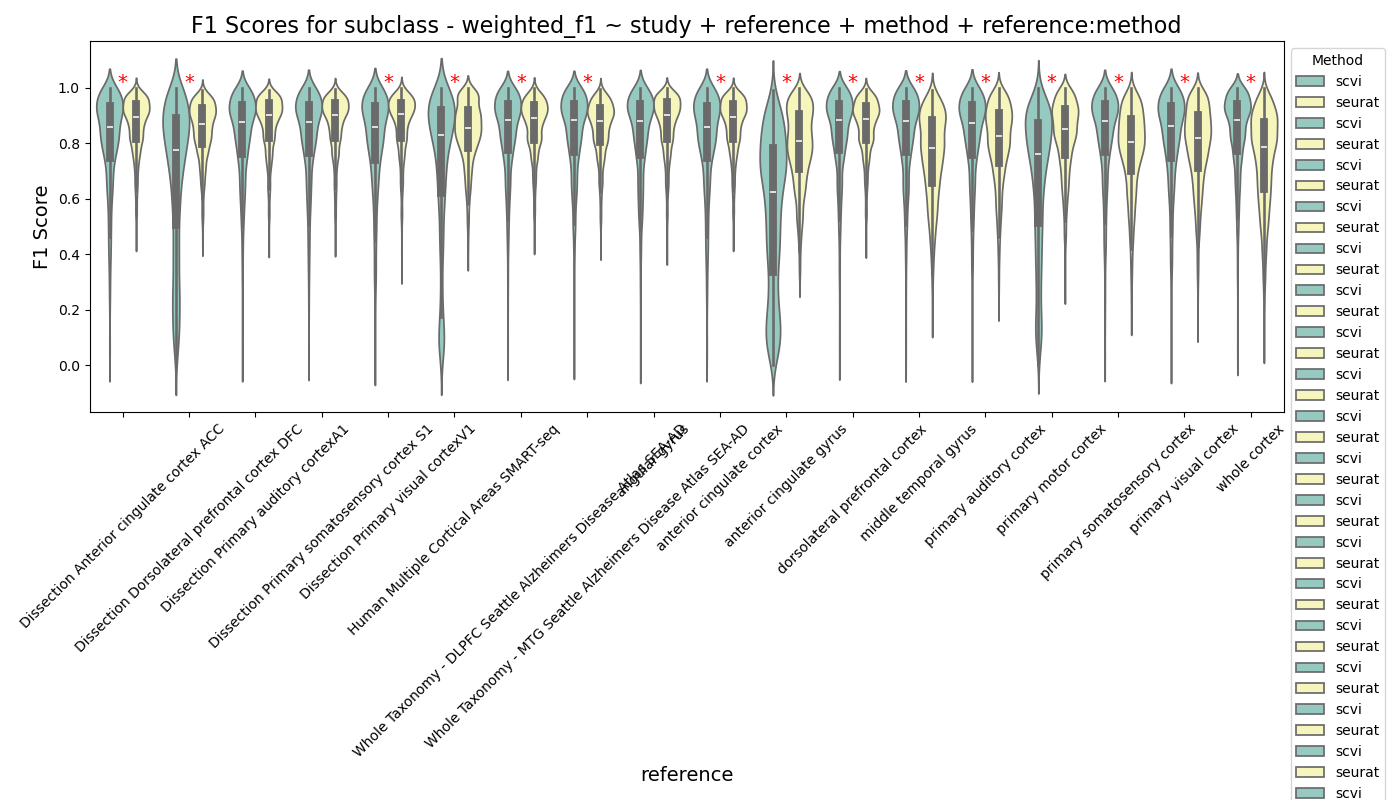 F1 Scores for subclass - weighted_f1 ~ study + reference + method + reference:method
F1 Score
1.0
0.8
0.6
0.4
0.2
0.0
* * * * * * * * * * * * * * *
Dissection Anterior cingulate cortex ACC
Dissection Dorsolateral prefrontal cortex DFC
Dissection Primary auditory cortexA1
Dissection Primary somatosensory cortex S1
Dissection Primary visual cortexV1
Human Multiple Cortical Areas SMART-seq
Whole Taxonomy - DLPFC Seattle Alzheimers Disease Atlas SEA-AD
Whole Taxonomy - MTG Seattle Alzheimers Disease Atlas SEA-AD
angular gyrus
anterior cingulate cortex
anterior cingulate gyrus
dorsolateral prefrontal cortex
middle temporal gyrus
primary auditory cortex
primary motor cortex
primary somatosensory cortex
primary visual cortex
whole cortex
reference
Method
scvi
seurat
scvi
seurat
scvi
seurat
scvi
seurat
scvi
seurat
scvi
seurat
scvi
seurat
scvi
seurat
scvi
seurat
scvi
seurat
scvi
seurat
scvi
seurat
scvi
seurat
scvi
seurat
scvi
seurat
scvi
seurat
scvi
seurat
scvi